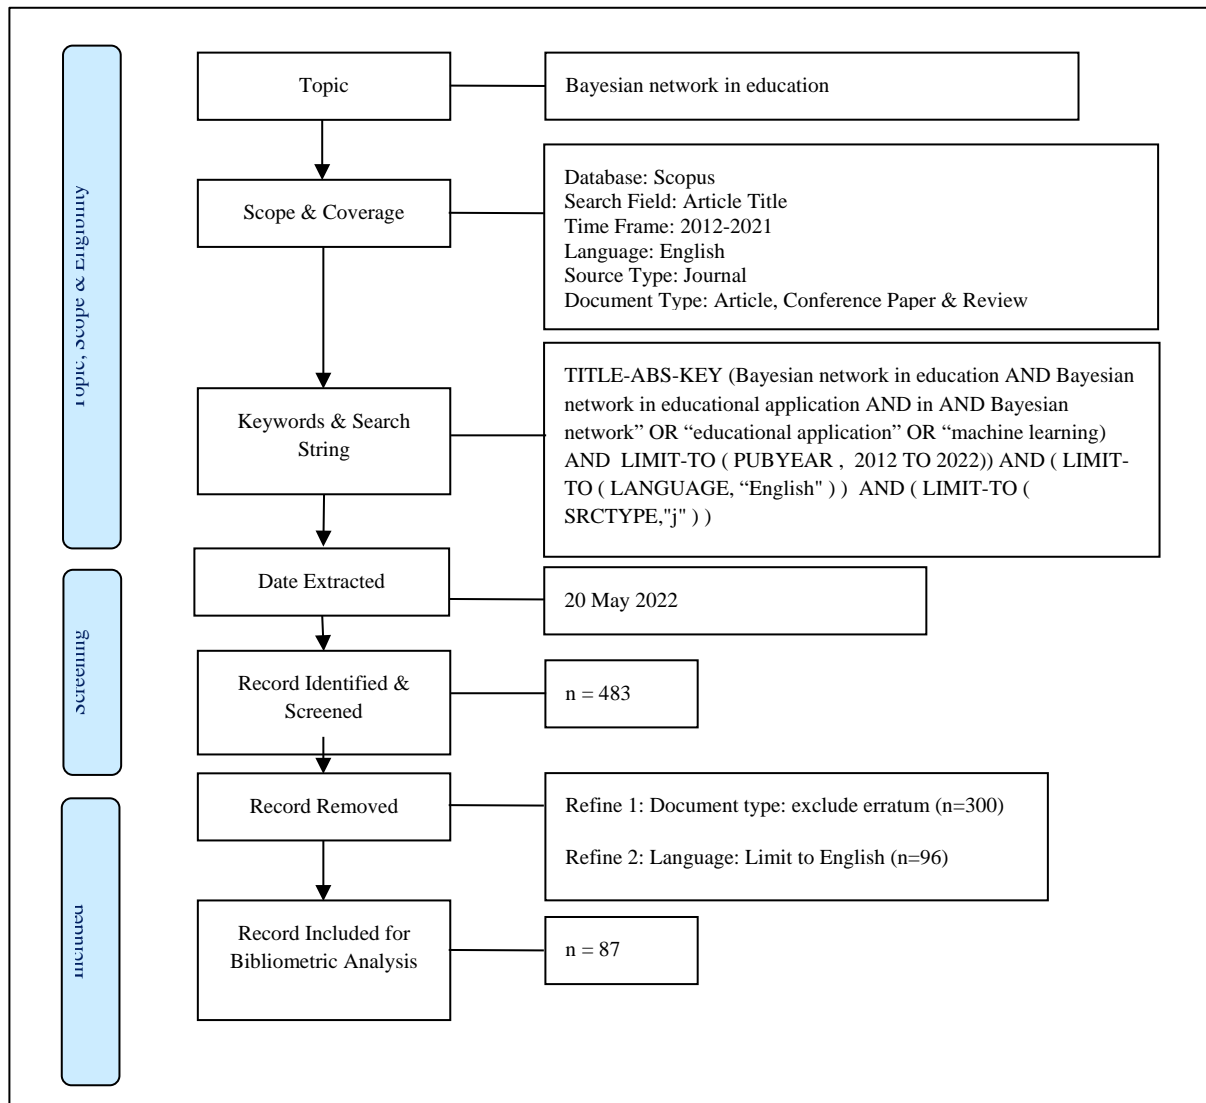 Topic, Scope & Eligibility
Topic
Bayesian network in education
Scope & Coverage
Database: Scopus
Search Field: Article Title
Time Frame: 2012-2021
Language: English
Source Type: Journal
Document Type: Article, Conference Paper & Review
Keywords & Search
String
TITLE-ABS-KEY (Bayesian network in education AND Bayesian
network in educational application AND in AND Bayesian
network” OR “educational application” OR “machine learning)
AND LIMIT-TO ( PUBYEAR , 2012 TO 2022)) AND ( LIMIT-
TO ( LANGUAGE, “English" ) ) AND ( LIMIT-TO (
SRCTYPE,"j" ) )
Screening
Date Extracted
20 May 2022
Record Identified &
Screened
n = 483
Included
Record Removed
Refine 1: Document type: exclude erratum (n=300)
Refine 2: Language: Limit to English (n=96)
Record Included for
Bibliometric Analysis
n = 87